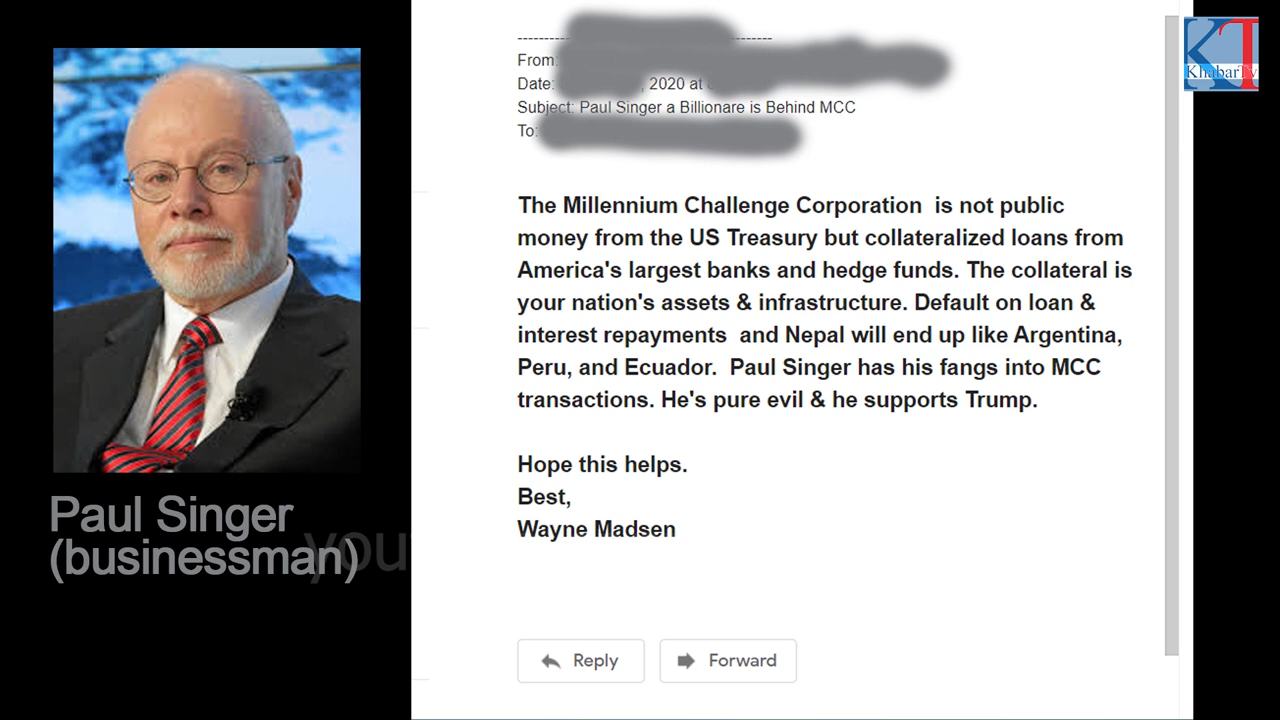 KT
KhabarTv
From:
Date: , 2020 at
Subject: Paul Singer a Billionare is Behind MCC
To:
The Millennium Challenge Corporation is not public
money from the US Treasury but collateralized loans from
America's largest banks and hedge funds. The collateral is
your nation's assets & infrastructure. Default on loan &
interest repayments and Nepal will end up like Argentina,
Peru, and Ecuador. Paul Singer has his fangs into MCC
transactions. He's pure evil & he supports Trump.
Hope this helps.
Best,
Wayne Madsen
Reply Forward
Paul Singer
(businessman)